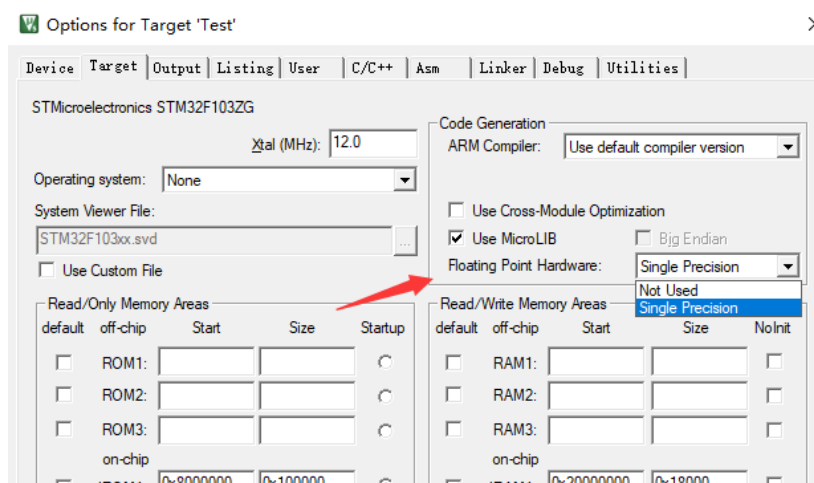 Options for Target 'Test'
Device Target Output Listing User C/C++ Asm Linker Debug Utilities
STMicroelectronics STM32F103ZG
Xtal (MHz): 12.0
Operating system: None
System Viewer File:
STM32F103xx.svd ...
Use Custom File
Code Generation
ARM Compiler: Use default compiler version
Use Cross-Module Optimization
Use MicroLIB Big Endian
Floating Point Hardware: Single Precision
Not Used
Single Precision
Read/Only Memory Areas
default off-chip Start Size Startup
ROM1:
ROM2:
ROM3:
on-chip
0x8000000 0x100000
Read/Write Memory Areas
default off-chip Start Size NoInit
RAM1:
RAM2:
RAM3:
on-chip
0x20000000 0x18000